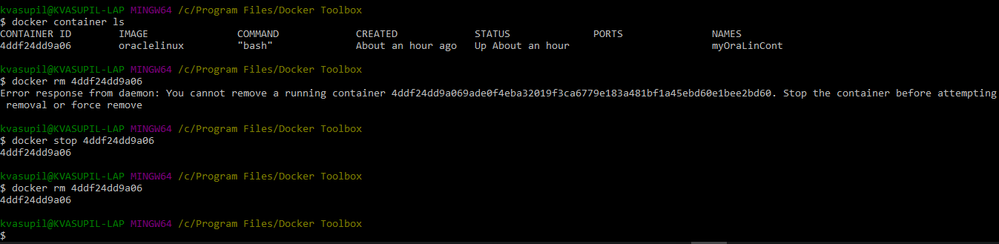 kvasupil@KVASUPIL-LAP MINGW64 /c/Program Files/Docker Toolbox
$ docker container ls
CONTAINER ID        IMAGE               COMMAND             CREATED             STATUS              PORTS               NAMES
4ddf24dd9a06        oraclelinux         "bash"              About an hour ago   Up About an hour                        myOraLinCont
kvasupil@KVASUPIL-LAP MINGW64 /c/Program Files/Docker Toolbox
$ docker rm 4ddf24dd9a06
Error response from daemon: You cannot remove a running container 4ddf24dd9a069ade0f4eba32019f3ca6779e183a481bf1a45ebd60e1bee2bd60. Stop the container before attempting
 removal or force remove
kvasupil@KVASUPIL-LAP MINGW64 /c/Program Files/Docker Toolbox
$ docker stop 4ddf24dd9a06
4ddf24dd9a06
kvasupil@KVASUPIL-LAP MINGW64 /c/Program Files/Docker Toolbox
$ docker rm 4ddf24dd9a06
4ddf24dd9a06
kvasupil@KVASUPIL-LAP MINGW64 /c/Program Files/Docker Toolbox
$